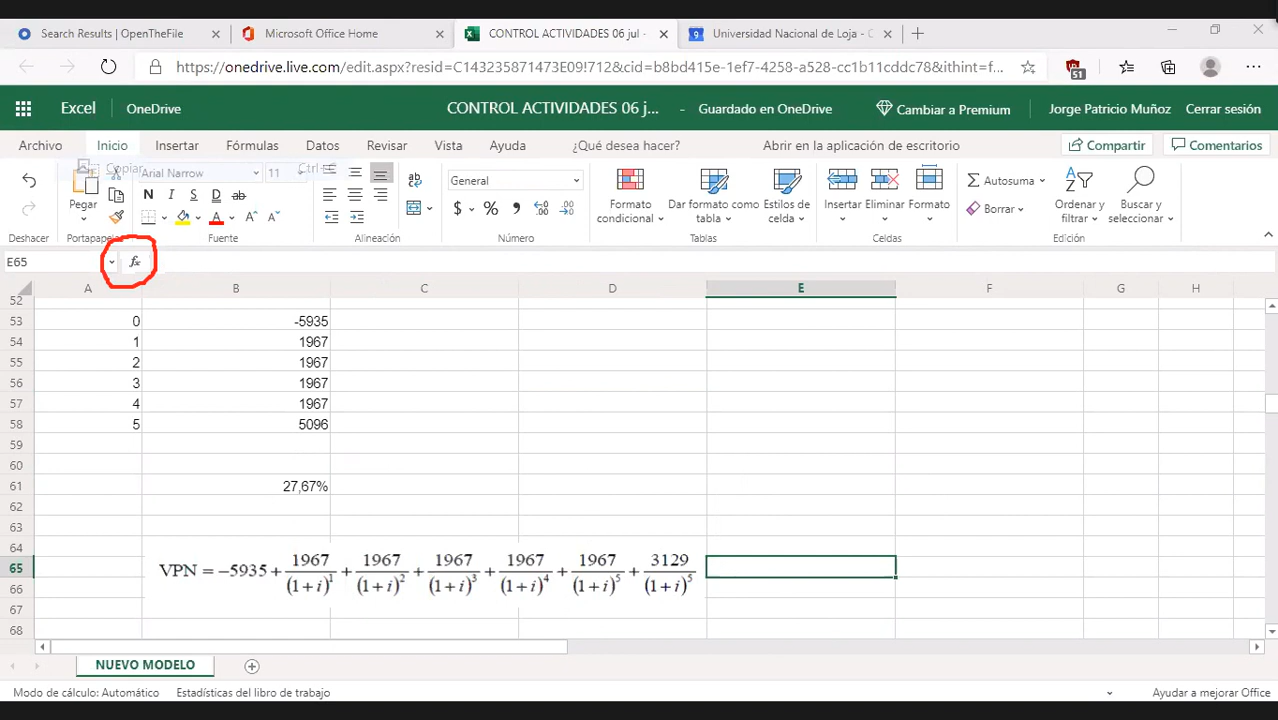 Search Results | OpenTheFile
Microsoft Office Home
CONTROL ACTIVIDADES 06 jul -
Universidad Nacional de Loja - Cal
https://onedrive.live.com/edit.aspx?resid=C143235871473E09!712&cid=b8bd415e-1ef7-4258-a528-cc1b11cddc78&ithint=f...
51
Excel OneDrive CONTROL ACTIVIDADES 06 j... - Guardado en OneDrive Cambiar a Premium Jorge Patricio Muñoz Cerrar sesión
Archivo Inicio Insertar Fórmulas Datos Revisar Vista Ayuda ¿Qué desea hacer? Abrir en la aplicación de escritorio Compartir Comentarios
Copiar
Arial Narrow 11 General Autosuma
Pegar N I S D ab Formato condicional Dar formato como tabla Estilos de celda Insertar Eliminar Formato Borrar Ordenar y filtrar Buscar y seleccionar
Deshacer Portapapeles Fuente Alineación Número Tablas Celdas Edición
E65 fx
A B C D E F G H
52
53 0 -5935
54 1 1967
55 2 1967
56 3 1967
57 4 1967
58 5 5096
59
60
61 27,67%
62
63
64
65 VPN = −5935 + 1967/(1+i)^1 + 1967/(1+i)^2 + 1967/(1+i)^3 + 1967/(1+i)^4 + 1967/(1+i)^5 + 3129/(1+i)^5
66
67
68
NUEVO MODELO
Modo de cálculo: Automático Estadísticas del libro de trabajo Ayudar a mejorar Office